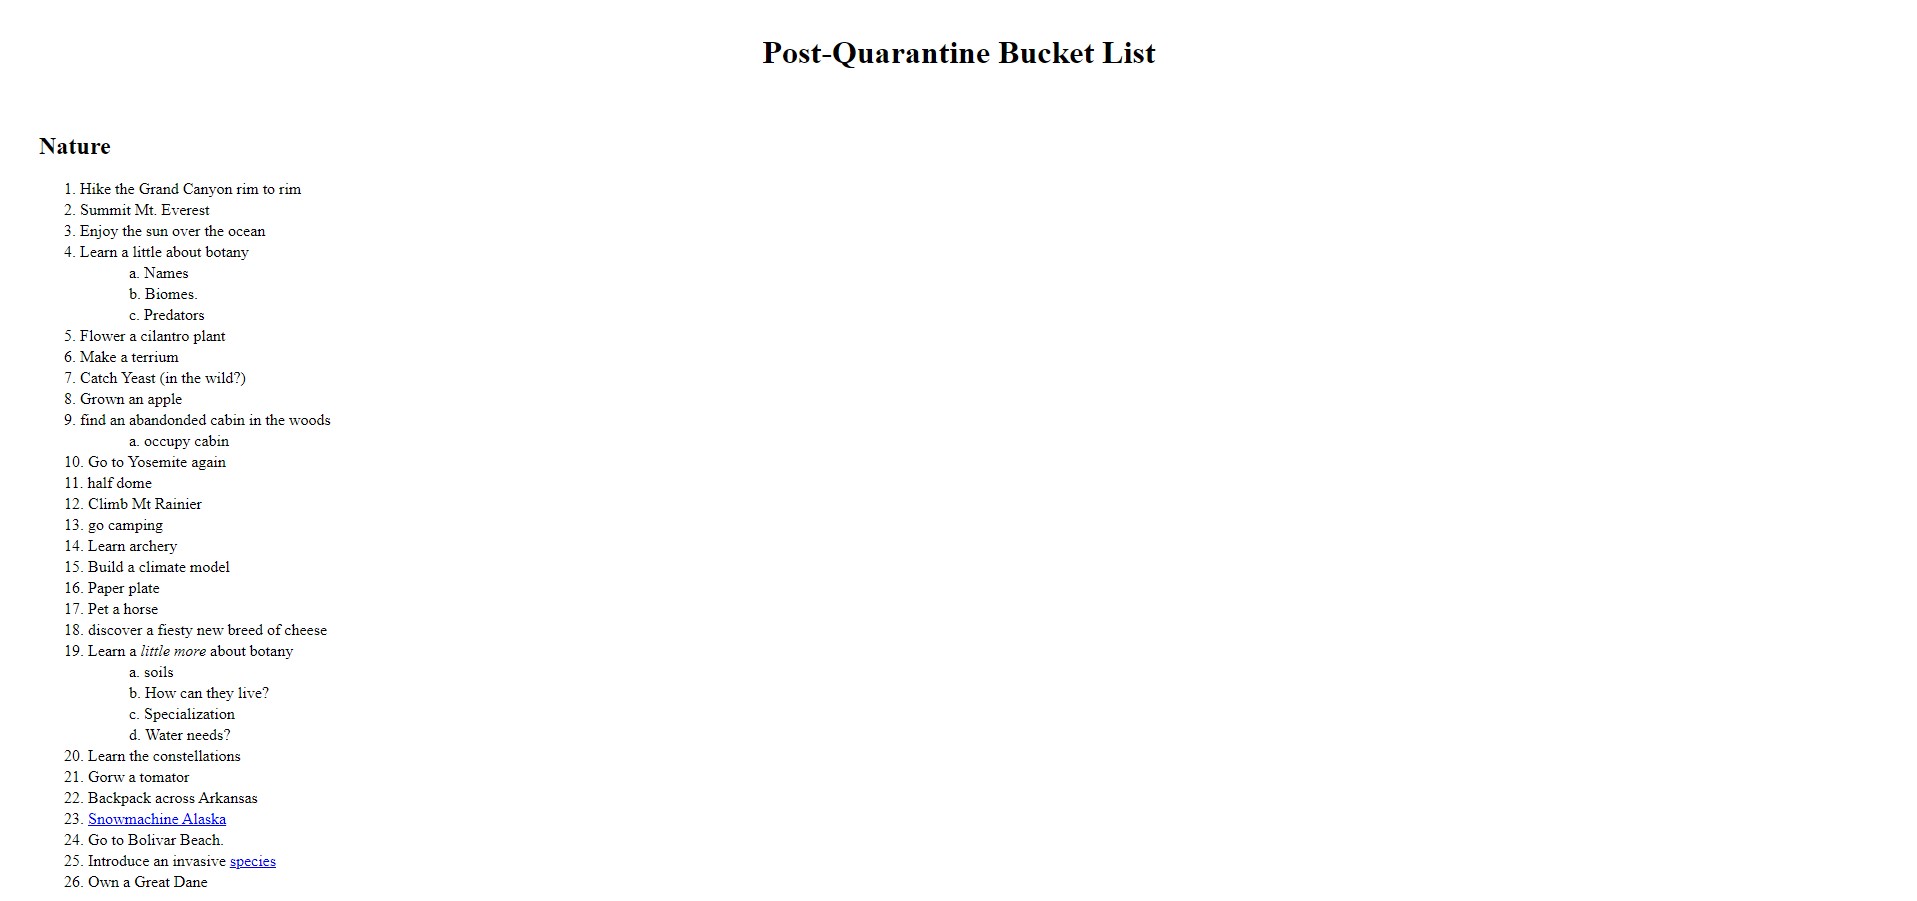 Post-Quarantine Bucket List
Nature
1. Hike the Grand Canyon rim to rim
2. Summit Mt. Everest
3. Enjoy the sun over the ocean
4. Learn a little about botany
a. Names
b. Biomes.
c. Predators
5. Flower a cilantro plant
6. Make a terrium
7. Catch Yeast (in the wild?)
8. Grown an apple
9. find an abandonded cabin in the woods
a. occupy cabin
10. Go to Yosemite again
11. half dome
12. Climb Mt Rainier
13. go camping
14. Learn archery
15. Build a climate model
16. Paper plate
17. Pet a horse
18. discover a fiesty new breed of cheese
19. Learn a little more about botany
a. soils
b. How can they live?
c. Specialization
d. Water needs?
20. Learn the constellations
21. Gorw a tomator
22. Backpack across Arkansas
23. Snowmachine Alaska
24. Go to Bolivar Beach.
25. Introduce an invasive species
26. Own a Great Dane